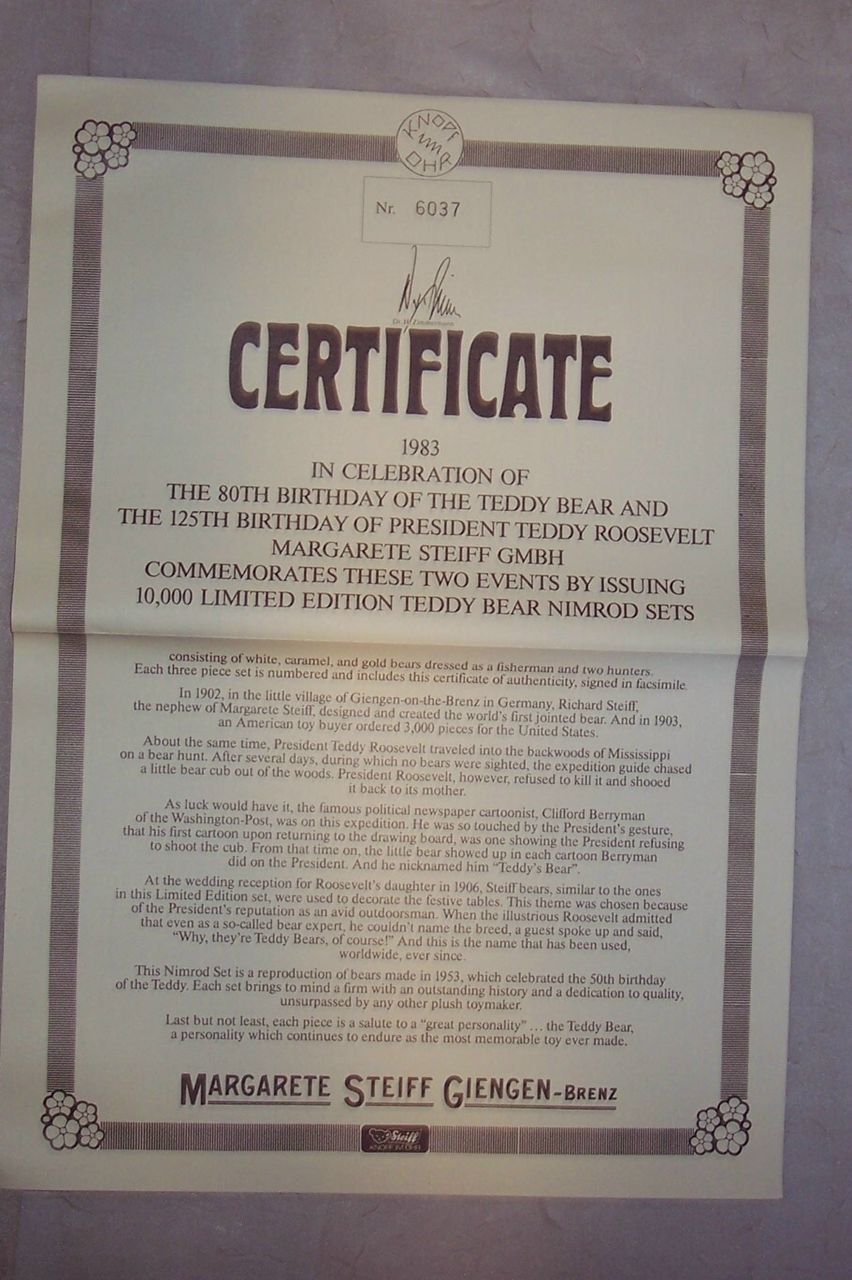 KNOPF
IM
OHR
Nr. 6037
Dr. H. Zimmermann
CERTIFICATE
1983
IN CELEBRATION OF
THE 80TH BIRTHDAY OF THE TEDDY BEAR AND
THE 125TH BIRTHDAY OF PRESIDENT TEDDY ROOSEVELT
MARGARETE STEIFF GMBH
COMMEMORATES THESE TWO EVENTS BY ISSUING
10,000 LIMITED EDITION TEDDY BEAR NIMROD SETS
consisting of white, caramel, and gold bears dressed as a fisherman and two hunters.
Each three piece set is numbered and includes this certificate of authenticity, signed in facsimile.
In 1902, in the little village of Giengen-on-the-Brenz in Germany, Richard Steiff,
the nephew of Margarete Steiff, designed and created the world's first jointed bear. And in 1903,
an American toy buyer ordered 3,000 pieces for the United States.
About the same time, President Teddy Roosevelt traveled into the backwoods of Mississippi
on a bear hunt. After several days, during which no bears were sighted, the expedition guide chased
a little bear cub out of the woods. President Roosevelt, however, refused to kill it and shooed
it back to its mother.
As luck would have it, the famous political newspaper cartoonist, Clifford Berryman
of the Washington-Post, was on this expedition. He was so touched by the President's gesture,
that his first cartoon upon returning to the drawing board, was one showing the President refusing
to shoot the cub. From that time on, the little bear showed up in each cartoon Berryman
did on the President. And he nicknamed him “Teddy's Bear”.
At the wedding reception for Roosevelt's daughter in 1906, Steiff bears, similar to the ones
in this Limited Edition set, were used to decorate the festive tables. This theme was chosen because
of the President's reputation as an avid outdoorsman. When the illustrious Roosevelt admitted
that even as a so-called bear expert, he couldn't name the breed, a guest spoke up and said,
“Why, they're Teddy Bears, of course!” And this is the name that has been used,
worldwide, ever since.
This Nimrod Set is a reproduction of bears made in 1953, which celebrated the 50th birthday
of the Teddy. Each set brings to mind a firm with an outstanding history and a dedication to quality,
unsurpassed by any other plush toymaker.
Last but not least, each piece is a salute to a “great personality” ... the Teddy Bear,
a personality which continues to endure as the most memorable toy ever made.
MARGARETE STEIFF GIENGEN-BRENZ
Steiff
KNOPF IM OHR